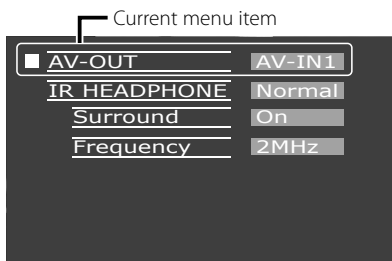 Current menu item
AV-OUT AV-IN1
IR HEADPHONE Normal
Surround On
Frequency 2MHz